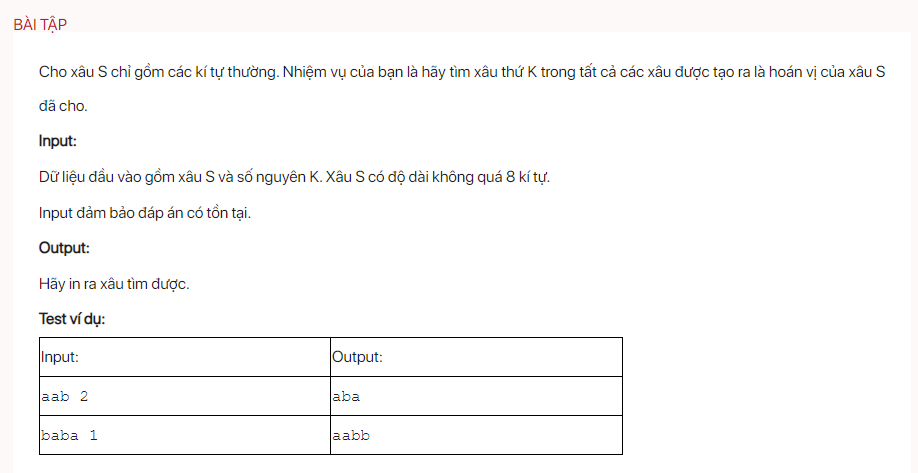 BÀI TẬP
Cho xâu S chỉ gồm các kí tự thường. Nhiệm vụ của bạn là hãy tìm xâu thứ K trong tất cả các xâu được tạo ra là hoán vị của xâu S
đã cho.
Input:
Dữ liệu đầu vào gồm xâu S và số nguyên K. Xâu S có độ dài không quá 8 kí tự.
Input đảm bảo đáp án có tồn tại.
Output:
Hãy in ra xâu tìm được.
Test ví dụ:
Input: Output:
aab 2 aba
baba 1 aabb